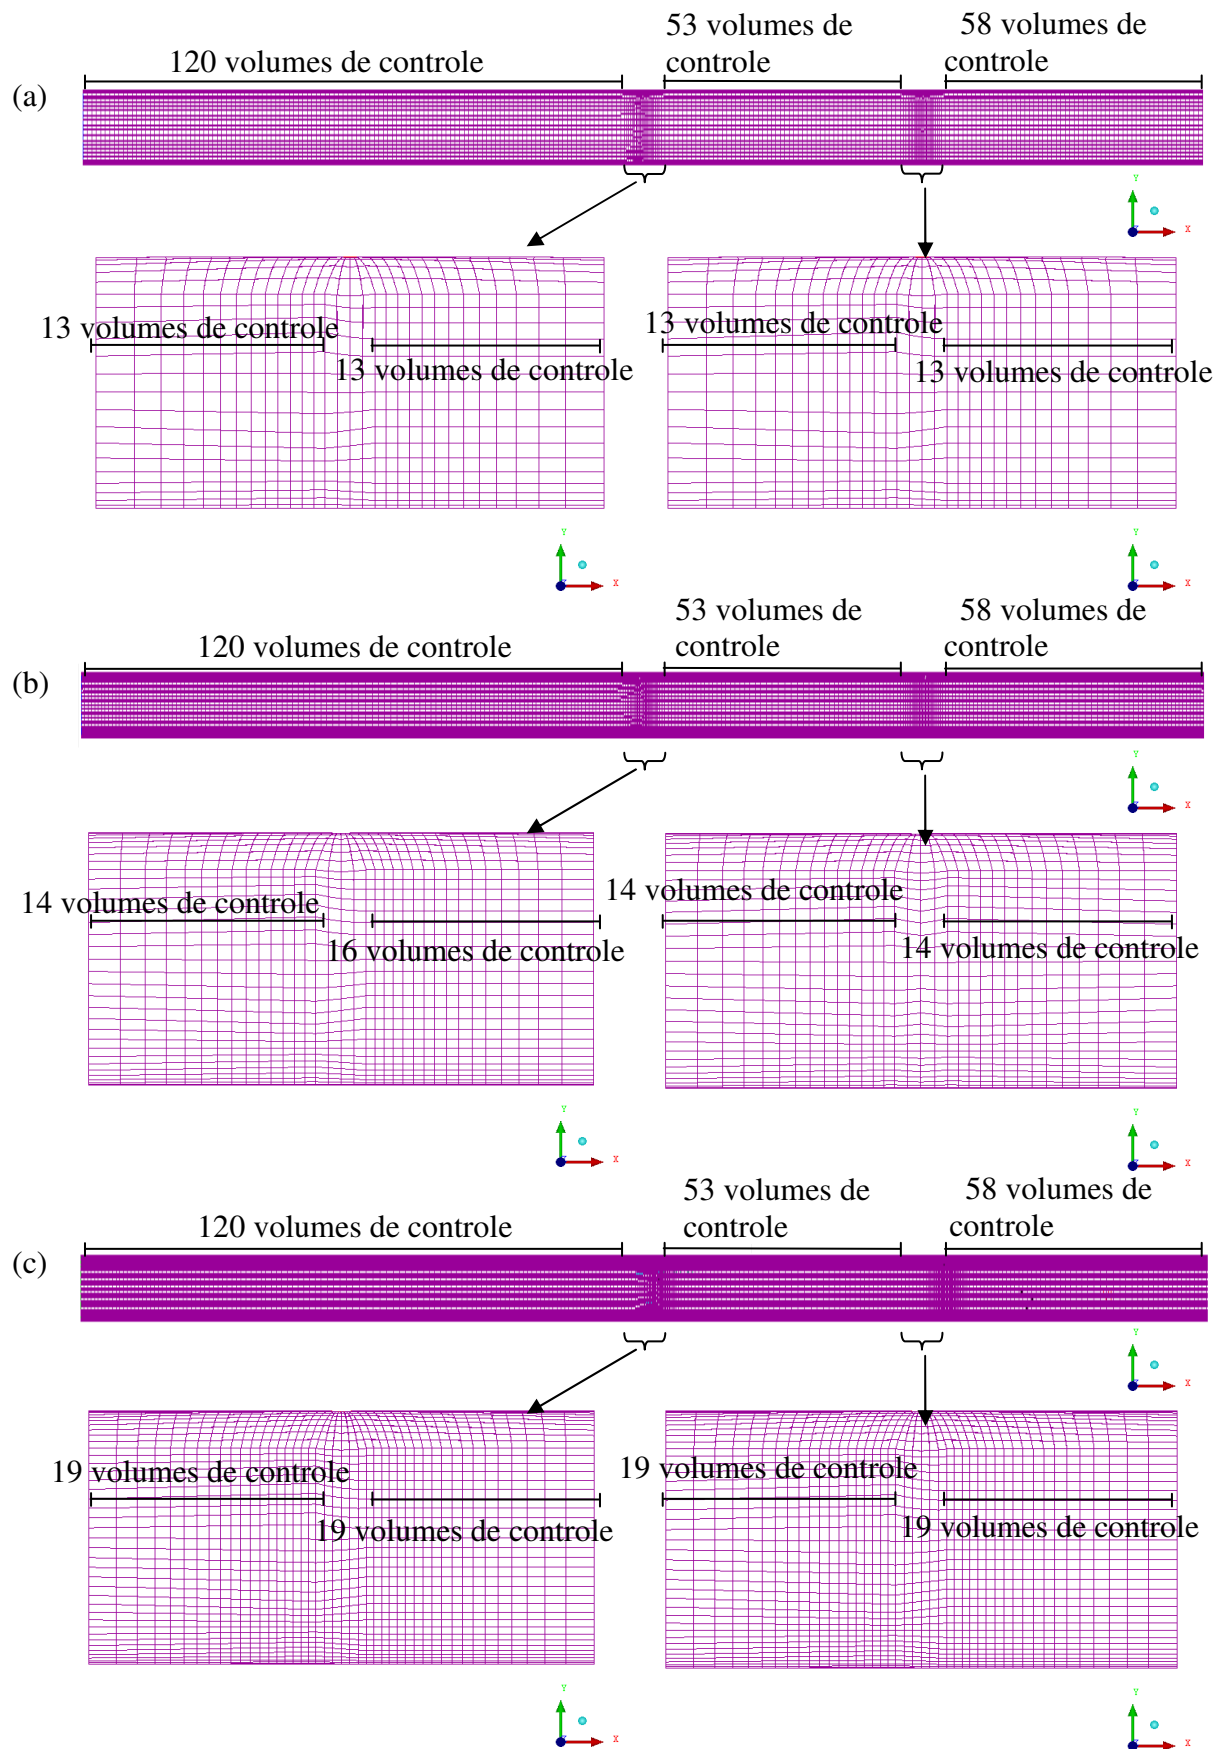 53 volumes de
controle
58 volumes de
controle
120 volumes de controle
(a)
Y
X
13 volumes de controle
13 volumes de controle
13 volumes de controle
13 volumes de controle
Y
X
Y
X
53 volumes de
controle
58 volumes de
controle
120 volumes de controle
(b)
Y
X
14 volumes de controle
16 volumes de controle
14 volumes de controle
14 volumes de controle
Y
X
Y
X
53 volumes de
controle
58 volumes de
controle
120 volumes de controle
(c)
Y
X
19 volumes de controle
19 volumes de controle
19 volumes de controle
19 volumes de controle
Y
X
Y
X